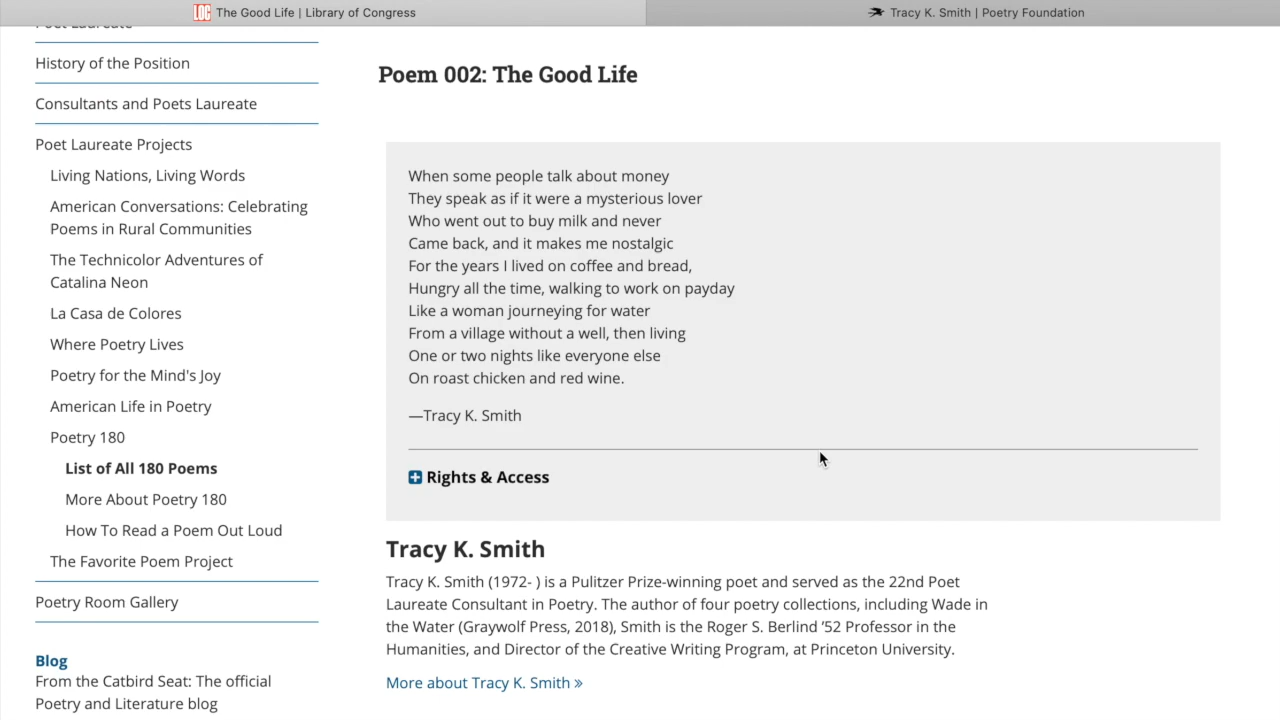 LOC The Good Life | Library of Congress
Tracy K. Smith | Poetry Foundation
Poet Laureate
History of the Position
Consultants and Poets Laureate
Poet Laureate Projects
Living Nations, Living Words
American Conversations: Celebrating
Poems in Rural Communities
The Technicolor Adventures of
Catalina Neon
La Casa de Colores
Where Poetry Lives
Poetry for the Mind's Joy
American Life in Poetry
Poetry 180
List of All 180 Poems
More About Poetry 180
How To Read a Poem Out Loud
The Favorite Poem Project
Poetry Room Gallery
Blog
From the Catbird Seat: The official
Poetry and Literature blog
Poem 002: The Good Life
When some people talk about money
They speak as if it were a mysterious lover
Who went out to buy milk and never
Came back, and it makes me nostalgic
For the years I lived on coffee and bread,
Hungry all the time, walking to work on payday
Like a woman journeying for water
From a village without a well, then living
One or two nights like everyone else
On roast chicken and red wine.
—Tracy K. Smith
Rights & Access
Tracy K. Smith
Tracy K. Smith (1972- ) is a Pulitzer Prize-winning poet and served as the 22nd Poet
Laureate Consultant in Poetry. The author of four poetry collections, including Wade in
the Water (Graywolf Press, 2018), Smith is the Roger S. Berlind ’52 Professor in the
Humanities, and Director of the Creative Writing Program, at Princeton University.
More about Tracy K. Smith »